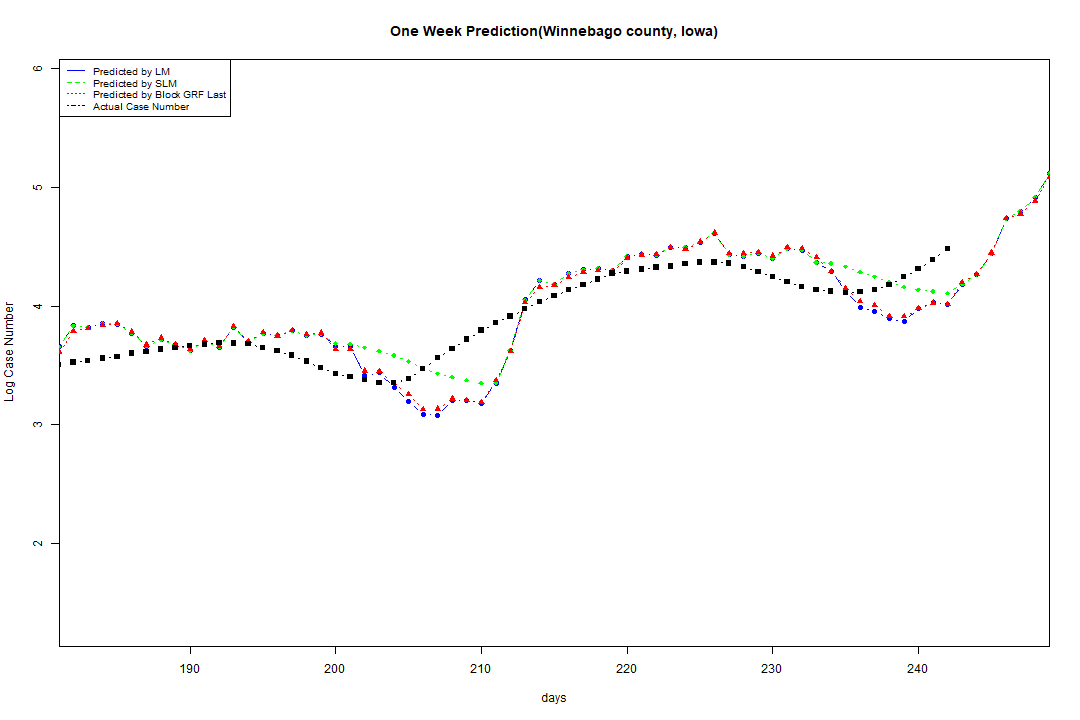 One Week Prediction(Winnebago county, Iowa)
Predicted by LM
Predicted by SLM
Predicted by Block GRF Last
Actual Case Number
6
5
4
3
2
Log Case Number
190 200 210 220 230 240
days